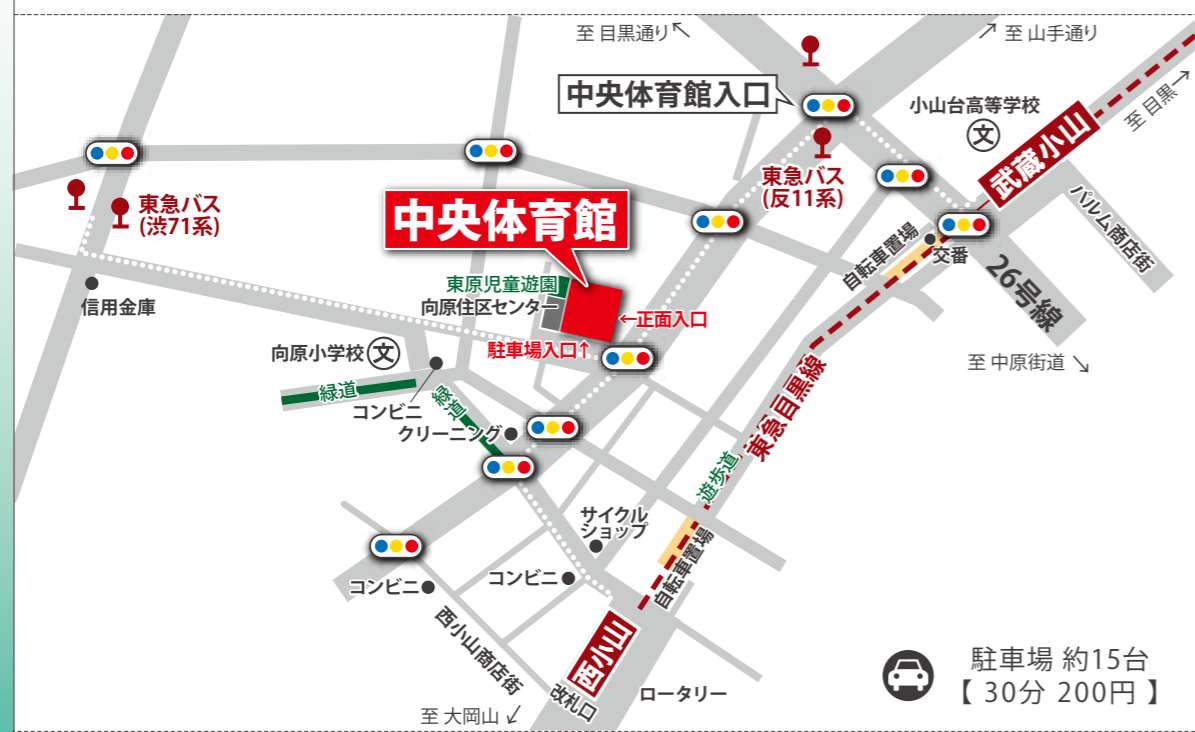 至 目黒通り↖
↗ 至 山手通り
中央体育館入口
小山台高等学校
文
至 目黒→
武蔵小山
東急バス
(反11系)
パルム商店街
東急バス
(渋71系)
中央体育館
自転車置場
交番
26号線
東原児童遊園
向原住区センター
←正面入口
信用金庫
駐車場入口↑
向原小学校
文
至 中原街道 ↘
東急目黒線
緑道
コンビニ
緑道
クリーニング
遊歩道
サイクル
ショップ
自転車置場
コンビニ
コンビニ
西小山商店街
西小山
改札口
ロータリー
至 大岡山 ↙
駐車場 約15台
【 30分 200円 】